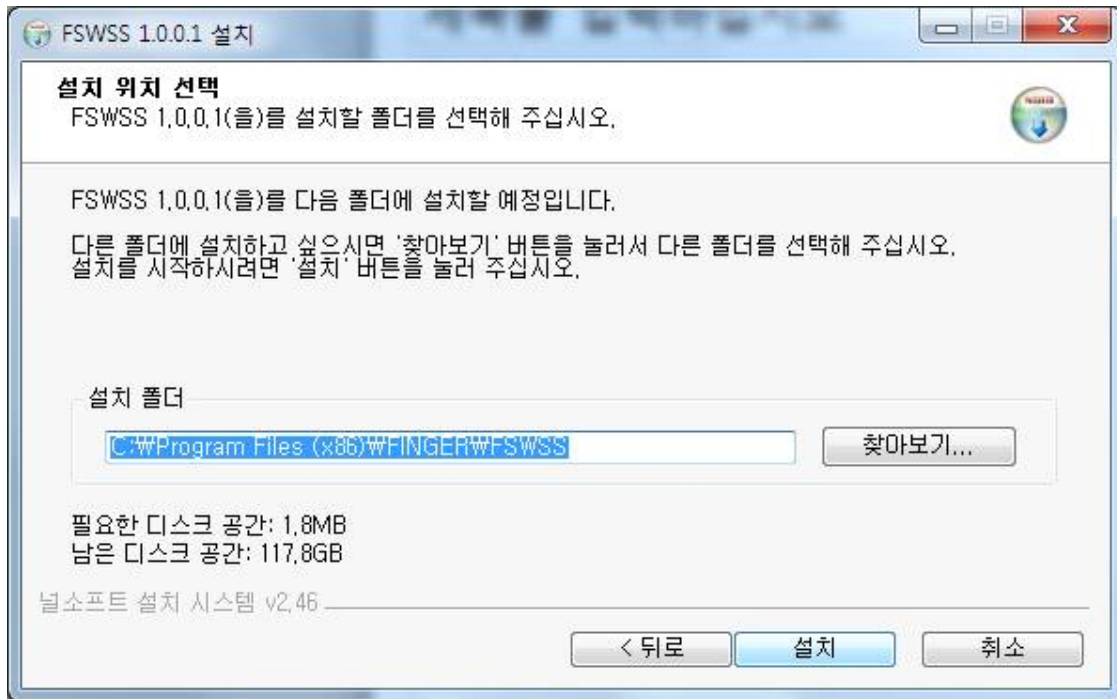 FSWSS 1.0.0.1 설치
설치 위치 선택
FSWSS 1.0.0.1(을)를 설치할 폴더를 선택해 주십시오.
FSWSS 1.0.0.1(을)를 다음 폴더에 설치할 예정입니다.
다른 폴더에 설치하고 싶으시면 '찾아보기' 버튼을 눌러서 다른 폴더를 선택해 주십시오.
설치를 시작하시려면 '설치' 버튼을 눌러 주십시오.
설치 폴더
C:₩Program Files (x86)₩FINGER₩FSWSS
찾아보기...
필요한 디스크 공간: 1.8MB
남은 디스크 공간: 117.8GB
널소프트 설치 시스템 v2.46
< 뒤로
설치
취소